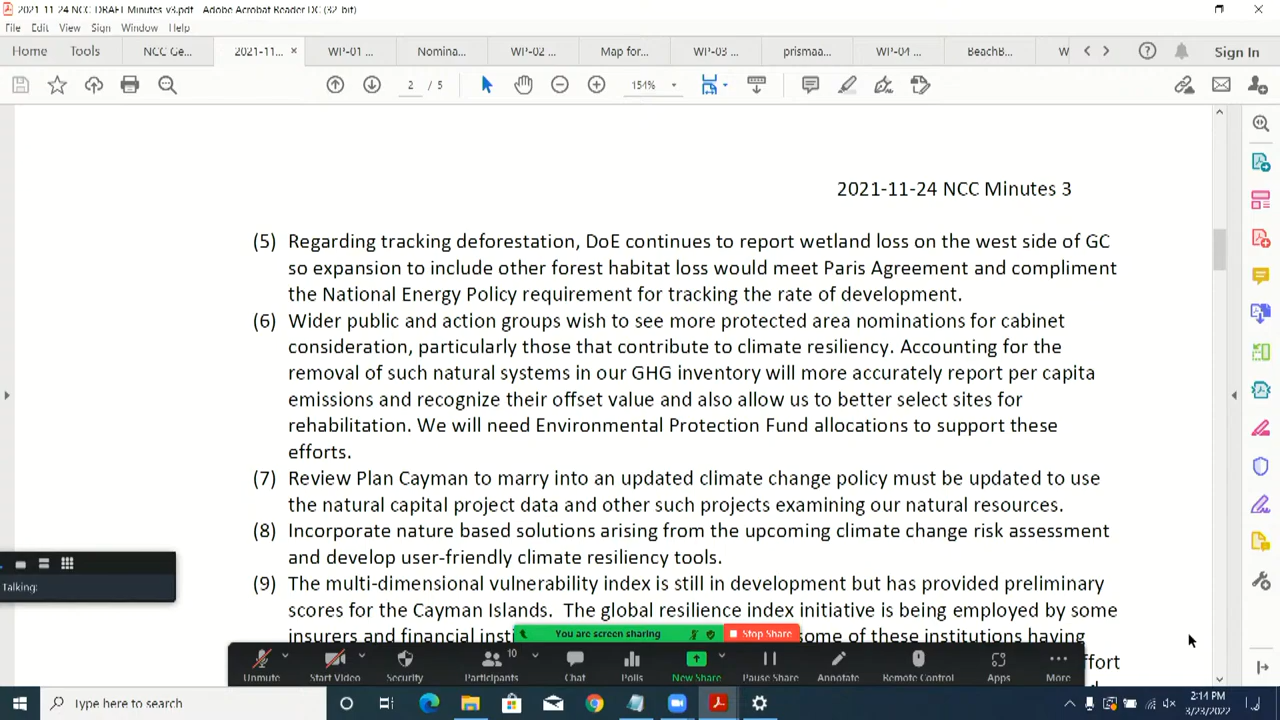 2021-11-24 NCC DRAFT Minutes v3.pdf - Adobe Acrobat Reader DC (32-bit)
File Edit View Sign Window Help
Home Tools NCC Ge... 2021-11... × WP-01 ... Nomina... WP-02 ... Map for... WP-03 ... prismaa... WP-04 ... BeachB... W Sign In
2 / 5 154%
2021-11-24 NCC Minutes 3
(5) Regarding tracking deforestation, DoE continues to report wetland loss on the west side of GC
so expansion to include other forest habitat loss would meet Paris Agreement and compliment
the National Energy Policy requirement for tracking the rate of development.
(6) Wider public and action groups wish to see more protected area nominations for cabinet
consideration, particularly those that contribute to climate resiliency. Accounting for the
removal of such natural systems in our GHG inventory will more accurately report per capita
emissions and recognize their offset value and also allow us to better select sites for
rehabilitation. We will need Environmental Protection Fund allocations to support these
efforts.
(7) Review Plan Cayman to marry into an updated climate change policy must be updated to use
the natural capital project data and other such projects examining our natural resources.
(8) Incorporate nature based solutions arising from the upcoming climate change risk assessment
and develop user-friendly climate resiliency tools.
(9) The multi-dimensional vulnerability index is still in development but has provided preliminary
scores for the Cayman Islands. The global resilience index initiative is being employed by some
insurers and financial insti some of these institutions having
ffort
Talking:
You are screen sharing Stop Share
10
Unmute Start Video Security Participants Chat Polls New Share Pause Share Annotate Remote Control Apps More
Type here to search
2:14 PM
3/23/2022